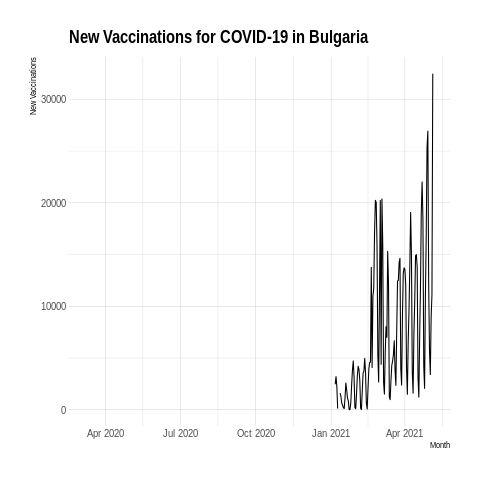 New Vaccinations for COVID-19 in Bulgaria
New Vaccinations
30000
20000
10000
0
Apr 2020
Jul 2020
Oct 2020
Jan 2021
Apr 2021
Month